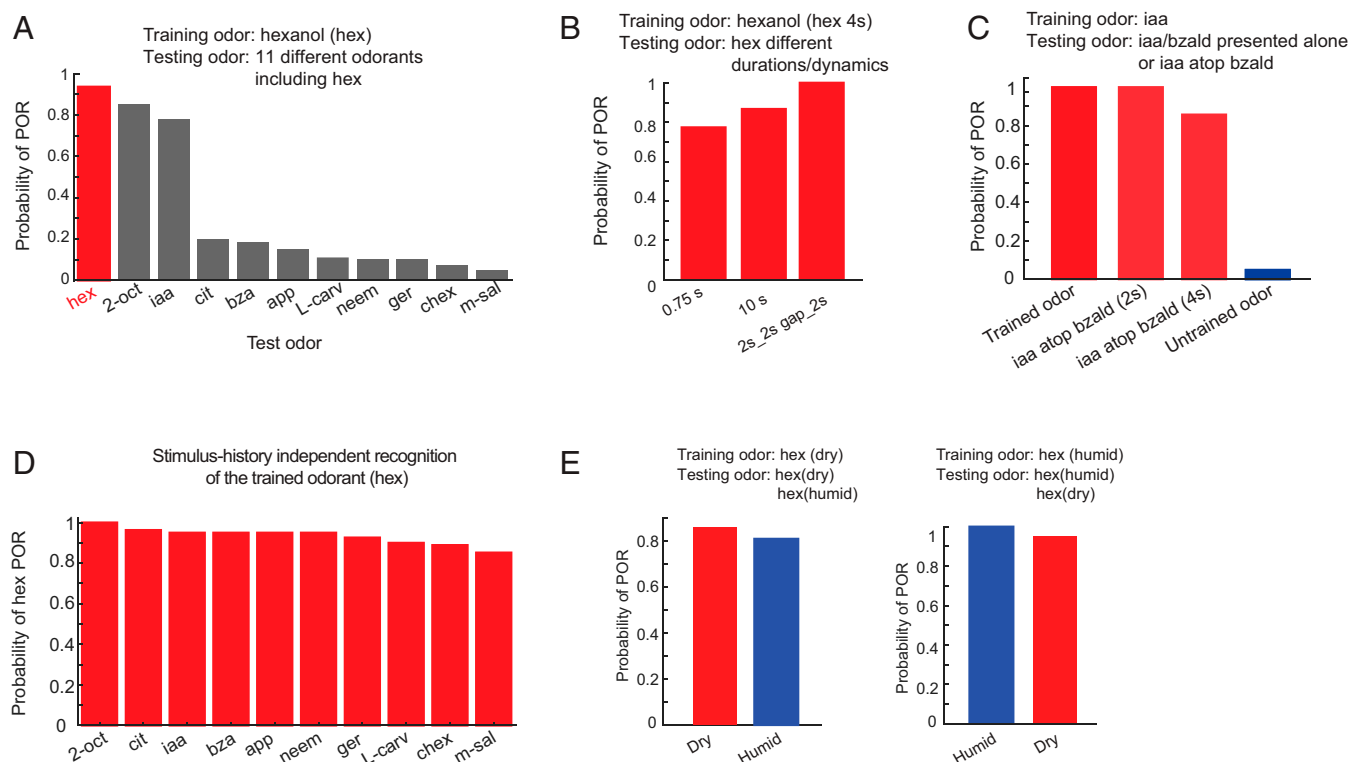 A
Training odor: hexanol (hex)
Testing odor: 11 different odorants
including hex
Probability of POR
1
0.8
0.6
0.4
0.2
0
hex
2-oct
iaa
cit
bza
app
L-carv
neem
ger
chex
m-sal
Test odor
B
Training odor: hexanol (hex 4s)
Testing odor: hex different
durations/dynamics
Probability of POR
1
0.8
0.6
0.4
0.2
0
0.75 s
10 s
2s_2s gap_2s
C
Training odor: iaa
Testing odor: iaa/bzald presented alone
or iaa atop bzald
Probability of POR
1
0.8
0.6
0.4
0.2
0
Trained odor
iaa atop bzald (2s)
iaa atop bzald (4s)
Untrained odor
D
Stimulus-history independent recognition
of the trained odorant (hex)
Probability of hex POR
1
0.8
0.6
0.4
0.2
0
2-oct
cit
iaa
bza
app
neem
ger
L-carv
chex
m-sal
E
Training odor: hex (dry)
Testing odor: hex(dry)
hex(humid)
Probability of POR
0.8
0.6
0.4
0.2
0
Dry
Humid
Training odor: hex (humid)
Testing odor: hex(humid)
hex(dry)
Probability of POR
1
0.8
0.6
0.4
0.2
0
Humid
Dry